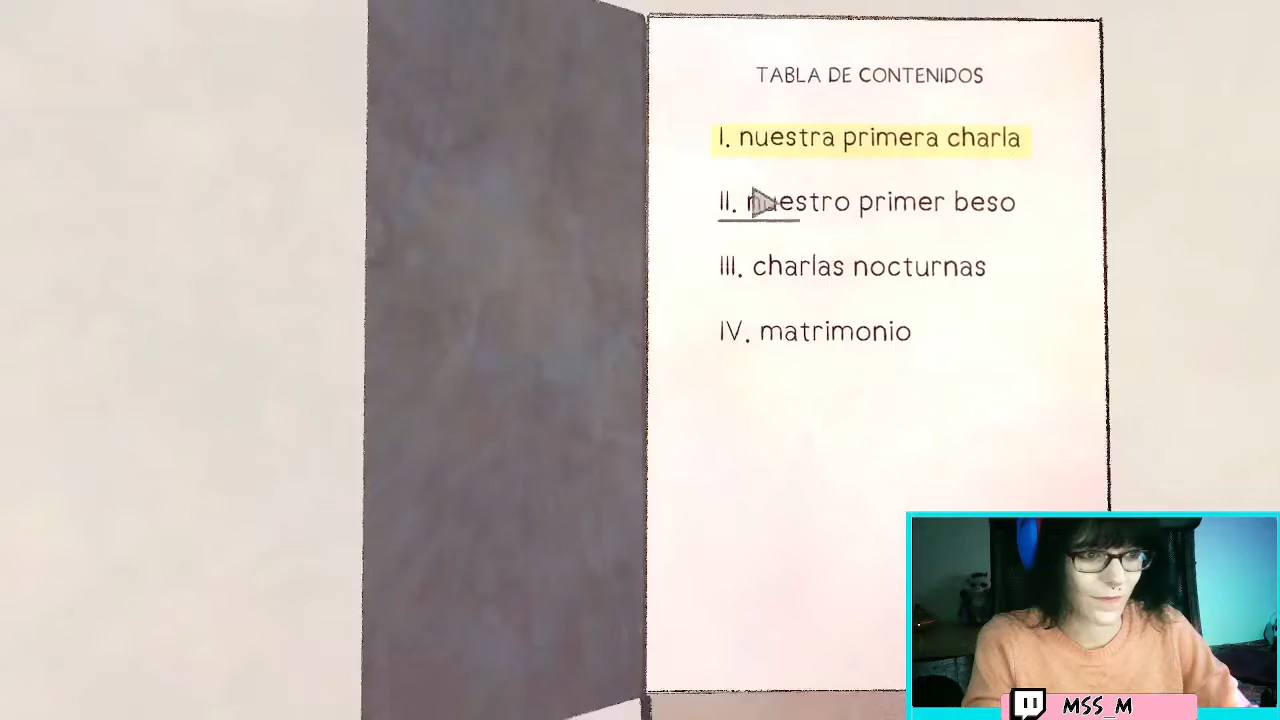 TABLA DE CONTENIDOS
I. nuestra primera charla
II. nuestro primer beso
III. charlas nocturnas
IV. matrimonio
MSS_M